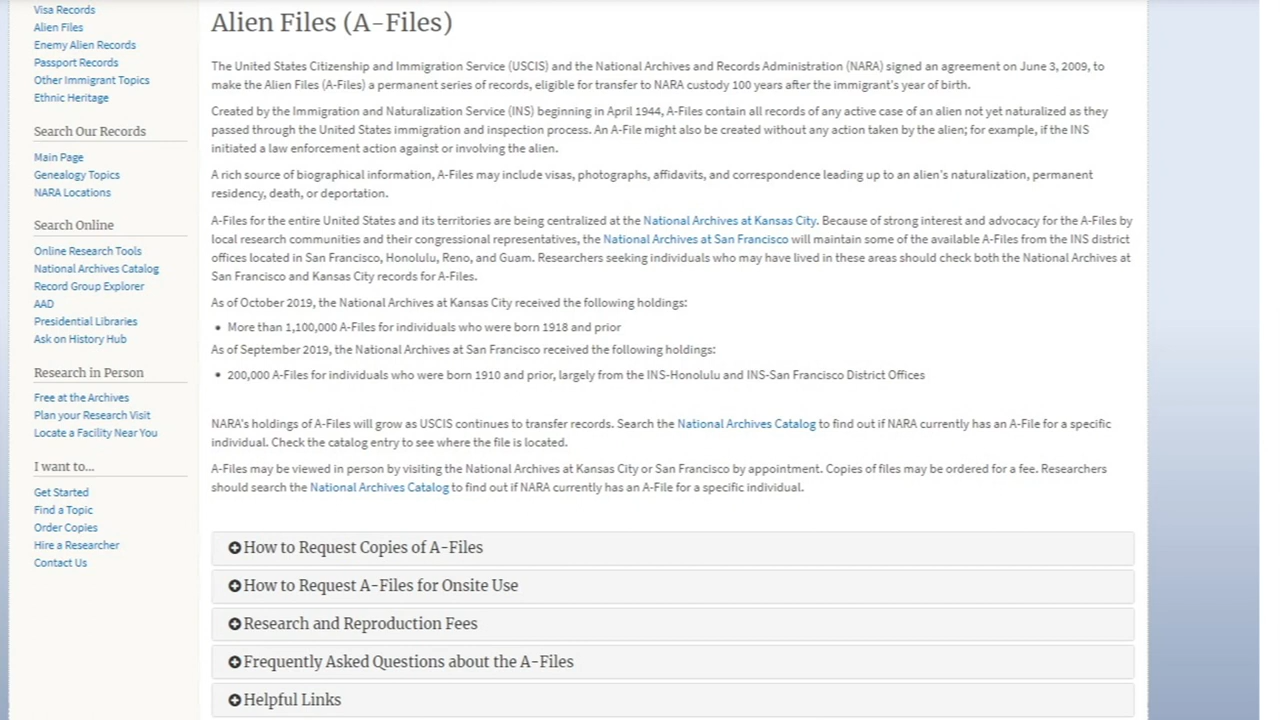 Visa Records
Alien Files
Enemy Alien Records
Passport Records
Other Immigrant Topics
Ethnic Heritage
Search Our Records
Main Page
Genealogy Topics
NARA Locations
Search Online
Online Research Tools
National Archives Catalog
Record Group Explorer
AAD
Presidential Libraries
Ask on History Hub
Research in Person
Free at the Archives
Plan your Research Visit
Locate a Facility Near You
I want to...
Get Started
Find a Topic
Order Copies
Hire a Researcher
Contact Us
Alien Files (A-Files)
The United States Citizenship and Immigration Service (USCIS) and the National Archives and Records Administration (NARA) signed an agreement on June 3, 2009, to
make the Alien Files (A-Files) a permanent series of records, eligible for transfer to NARA custody 100 years after the immigrant's year of birth.
Created by the Immigration and Naturalization Service (INS) beginning in April 1944, A-Files contain all records of any active case of an alien not yet naturalized as they
passed through the United States immigration and inspection process. An A-File might also be created without any action taken by the alien; for example, if the INS
initiated a law enforcement action against or involving the alien.
A rich source of biographical information, A-Files may include visas, photographs, affidavits, and correspondence leading up to an alien's naturalization, permanent
residency, death, or deportation.
A-Files for the entire United States and its territories are being centralized at the National Archives at Kansas City. Because of strong interest and advocacy for the A-Files by
local research communities and their congressional representatives, the National Archives at San Francisco will maintain some of the available A-Files from the INS district
offices located in San Francisco, Honolulu, Reno, and Guam. Researchers seeking individuals who may have lived in these areas should check both the National Archives at
San Francisco and Kansas City records for A-Files.
As of October 2019, the National Archives at Kansas City received the following holdings:
• More than 1,100,000 A-Files for individuals who were born 1918 and prior
As of September 2019, the National Archives at San Francisco received the following holdings:
• 200,000 A-Files for individuals who were born 1910 and prior, largely from the INS-Honolulu and INS-San Francisco District Offices
NARA's holdings of A-Files will grow as USCIS continues to transfer records. Search the National Archives Catalog to find out if NARA currently has an A-File for a specific
individual. Check the catalog entry to see where the file is located.
A-Files may be viewed in person by visiting the National Archives at Kansas City or San Francisco by appointment. Copies of files may be ordered for a fee. Researchers
should search the National Archives Catalog to find out if NARA currently has an A-File for a specific individual.
How to Request Copies of A-Files
How to Request A-Files for Onsite Use
Research and Reproduction Fees
Frequently Asked Questions about the A-Files
Helpful Links